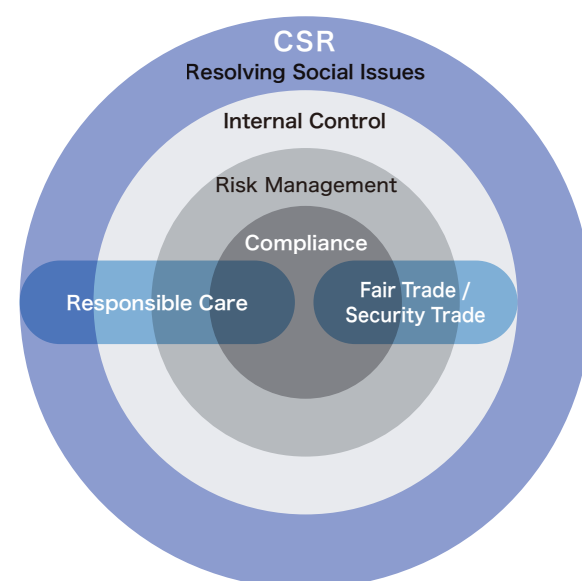 CSR
Resolving Social Issues
Internal Control
Risk Management
Compliance
Responsible Care
Fair Trade /
Security Trade